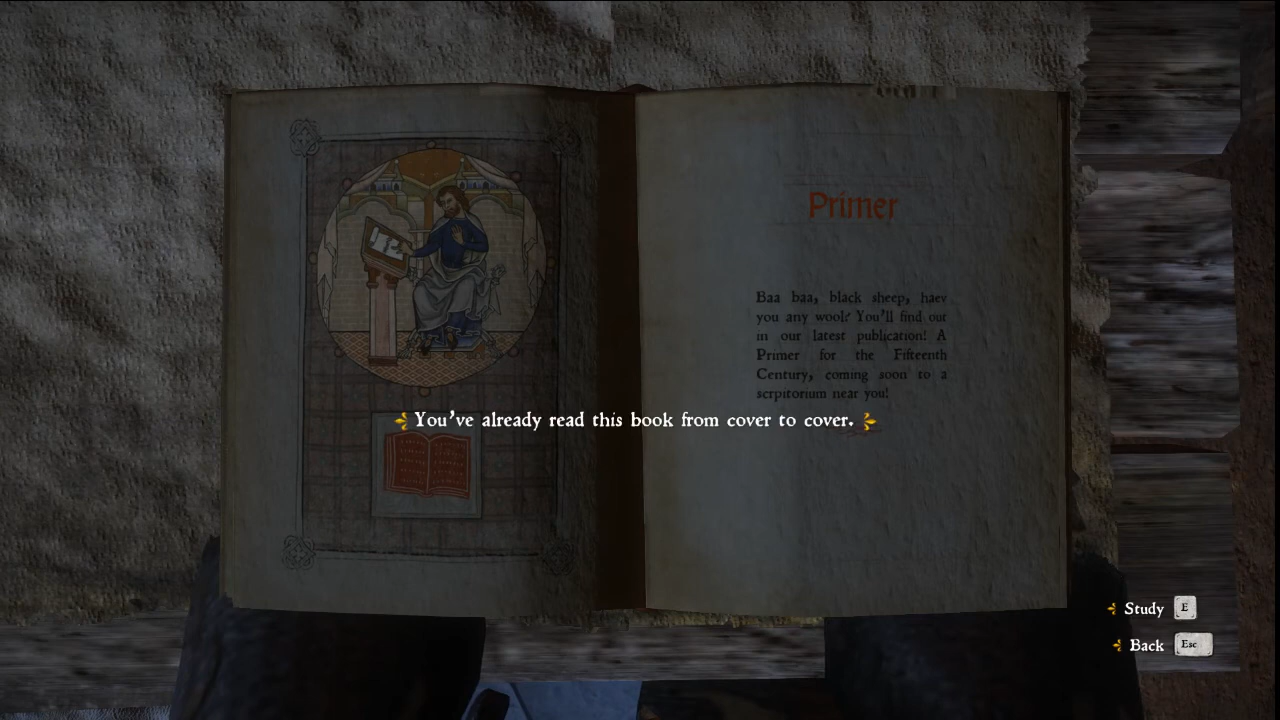 Primer
Baa baa, black sheep, haev
you any wool? You'll find out
in our latest publication! A
Primer for the Fifteenth
Century, coming soon to a
scrpitorium near you!
You've already read this book from cover to cover.
Study E
Back Esc